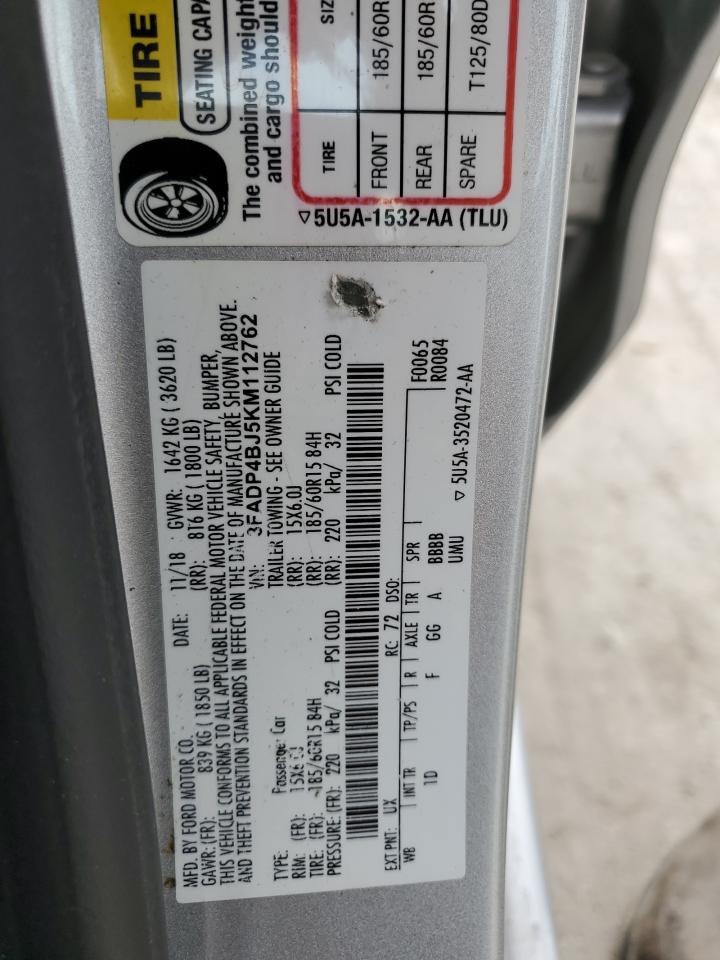 TIRE
SEATING CAPA
The combined weight
and cargo should
TIRE SIZ
FRONT 185/60R
REAR 185/60R
SPARE T125/80D
▽5U5A-1532-AA (TLU)
MFD. BY FORD MOTOR CO. DATE: 11/18 GVWR: 1642 KG ( 3620 LB)
GAWR: (FR): 839 KG ( 1850 LB) (RR): 816 KG ( 1800 LB)
THIS VEHICLE CONFORMS TO ALL APPLICABLE FEDERAL MOTOR VEHICLE SAFETY, BUMPER,
AND THEFT PREVENTION STANDARDS IN EFFECT ON THE DATE OF MANUFACTURE SHOWN ABOVE.
VIN: 3FADP4BJ5KM112762
TYPE: Passenger Car TRAILER TOWING - SEE OWNER GUIDE
RIM: (FR): 15X6.0J (RR): 15X6.0J
TIRE: (FR): 185/60R15 84H (RR): 185/60R15 84H
PRESSURE: (FR): 220 kPa/ 32 PSI COLD (RR): 220 kPa/ 32 PSI COLD
EXT PNT: UX RC: 72 DSO: F0065
WB INT TR TP/PS R AXLE TR SPR R0084
1D F GG A BBBB
UMU
▽ 5U5A-3520472-AA